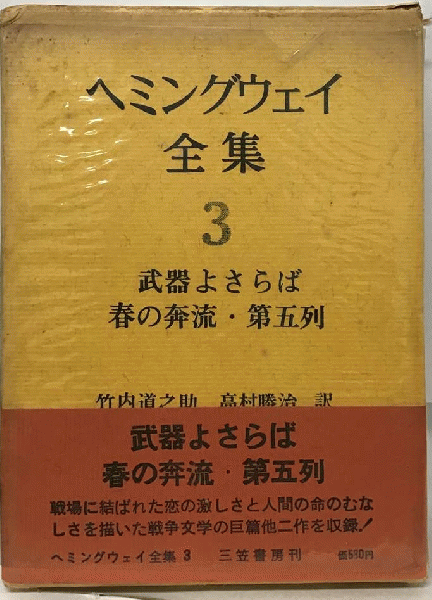 ヘミングウェイ
全集
3
武器よさらば
春の奔流・第五列
竹内道之助 高村勝治 訳
武器よさらば
春の奔流・第五列
戦場に結ばれた恋の激しさと人間の命のむな
しさを描いた戦争文学の巨篇他二作を収録!
ヘミングウェイ全集 3 三笠書房刊 価580円